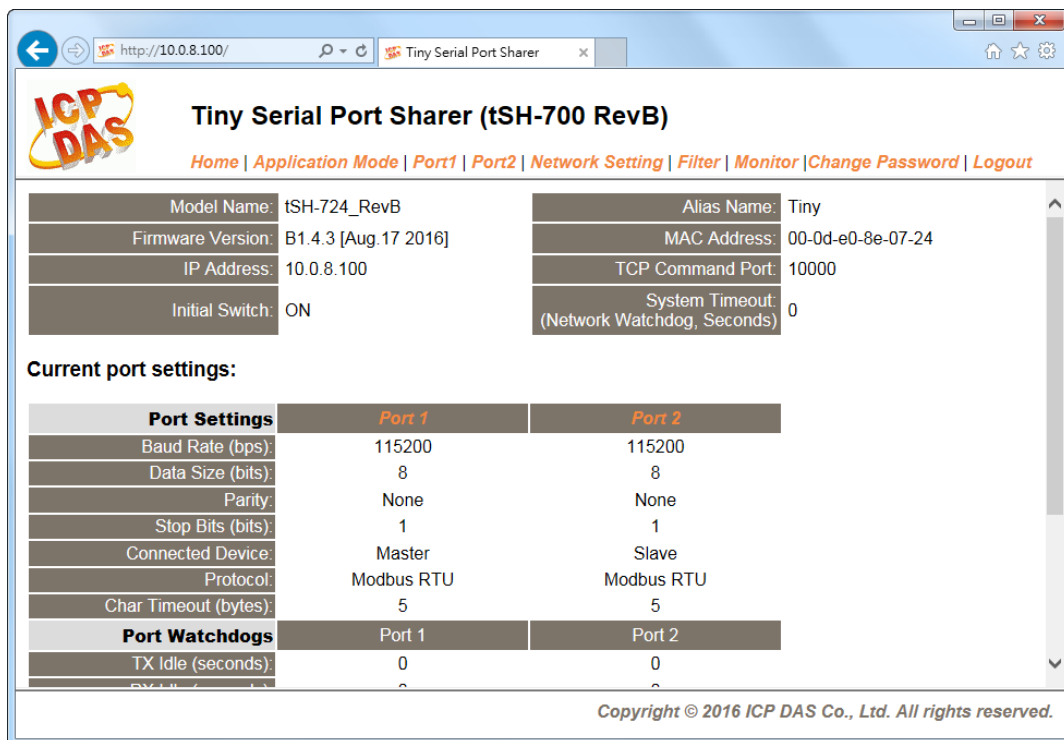 http://10.0.8.100/
Tiny Serial Port Sharer
ICP DAS
Tiny Serial Port Sharer (tSH-700 RevB)
Home | Application Mode | Port1 | Port2 | Network Setting | Filter | Monitor |Change Password | Logout
Model Name: tSH-724_RevB Alias Name: Tiny
Firmware Version: B1.4.3 [Aug.17 2016] MAC Address: 00-0d-e0-8e-07-24
IP Address: 10.0.8.100 TCP Command Port: 10000
Initial Switch: ON System Timeout: (Network Watchdog, Seconds) 0
Current port settings:
Port Settings Port 1 Port 2
Baud Rate (bps): 115200 115200
Data Size (bits): 8 8
Parity: None None
Stop Bits (bits): 1 1
Connected Device: Master Slave
Protocol: Modbus RTU Modbus RTU
Char Timeout (bytes): 5 5
Port Watchdogs Port 1 Port 2
TX Idle (seconds): 0 0
Copyright © 2016 ICP DAS Co., Ltd. All rights reserved.